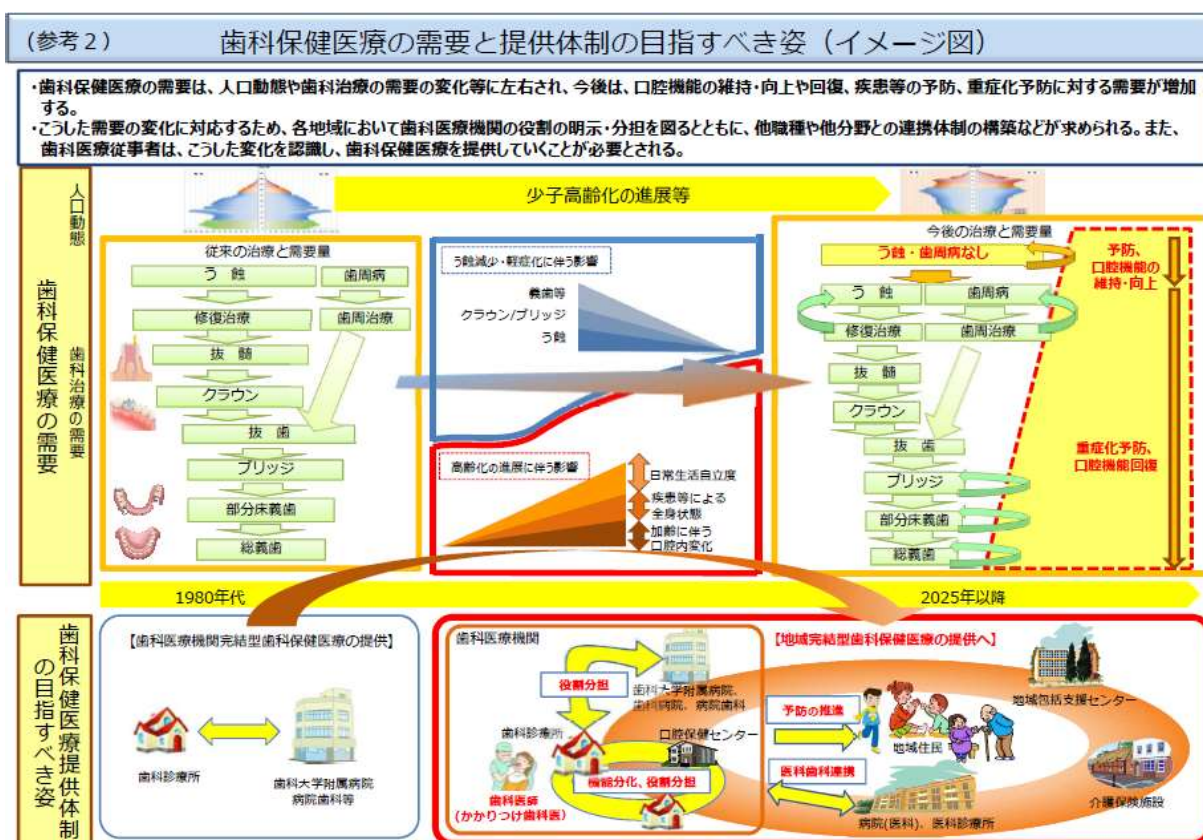 (参考２)
歯科保健医療の需要と提供体制の目指すべき姿（イメージ図）
・歯科保健医療の需要は、人口動態や歯科治療の需要の変化等に左右され、今後は、口腔機能の維持・向上や回復、疾患等の予防、重症化予防に対する需要が増加
する。
・こうした需要の変化に対応するため、各地域において歯科医療機関の役割の明示・分担を図るとともに、他職種や他分野との連携体制の構築などが求められる。また、
歯科医療従事者は、こうした変化を認識し、歯科保健医療を提供していくことが必要とされる。
歯科保健医療の需要
人口動態
歯科治療の需要
少子高齢化の進展等
従来の治療と需要量
う 蝕
歯周病
修復治療
歯周治療
抜 髄
クラウン
抜 歯
ブリッジ
部分床義歯
総義歯
う蝕減少・軽症化に伴う影響
義歯等
クラウン/ブリッジ
う蝕
高齢化の進展に伴う影響
日常生活自立度
疾患等による
全身状態
加齢に伴う
口腔内変化
今後の治療と需要量
う蝕・歯周病なし
う 蝕
歯周病
修復治療
歯周治療
抜 髄
クラウン
抜 歯
ブリッジ
部分床義歯
総義歯
予防、
口腔機能の
維持・向上
重症化予防、
口腔機能回復
1980年代
2025年以降
歯科保健医療提供体制
の目指すべき姿
【歯科医療機関完結型歯科保健医療の提供】
歯科診療所
歯科大学附属病院
病院歯科等
歯科医療機関
【地域完結型歯科保健医療の提供へ】
役割分担
歯科大学附属病院、
歯科病院、病院歯科
歯科診療所
口腔保健センター
機能分化、役割分担
歯科医師
(かかりつけ歯科医)
予防の推進
地域住民
医科歯科連携
病院(医科)、医科診療所
地域包括支援センター
介護保険施設